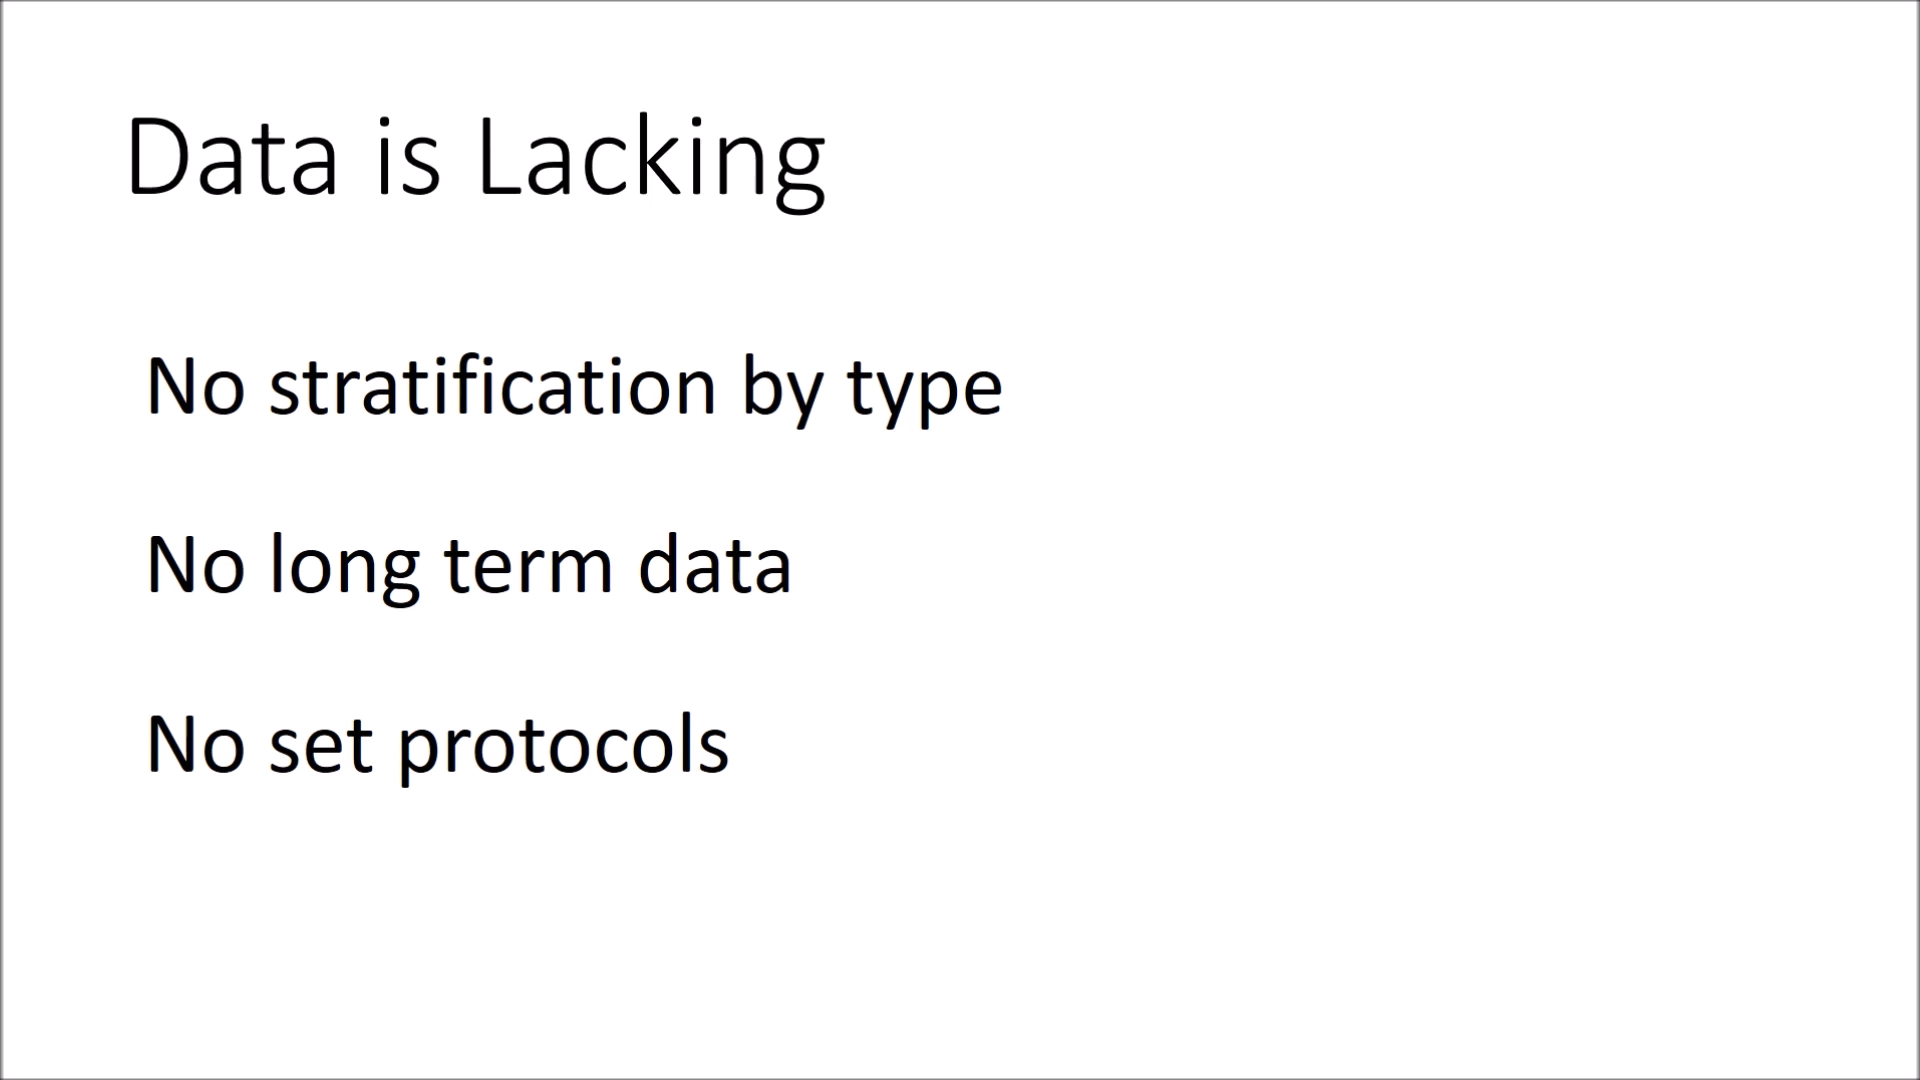 Data is Lacking
No stratification by type
No long term data
No set protocols